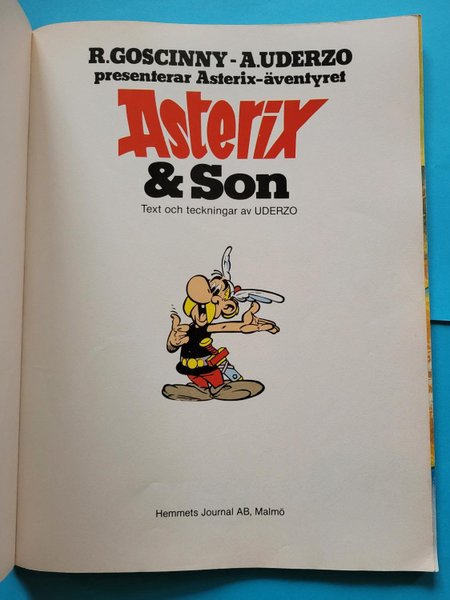 R.GOSCINNY-A.UDERZO
presenterar Asterix-äventyret
Asterix
& Son
Text och teckningar av UDERZO
Hemmets Journal AB, Malmö